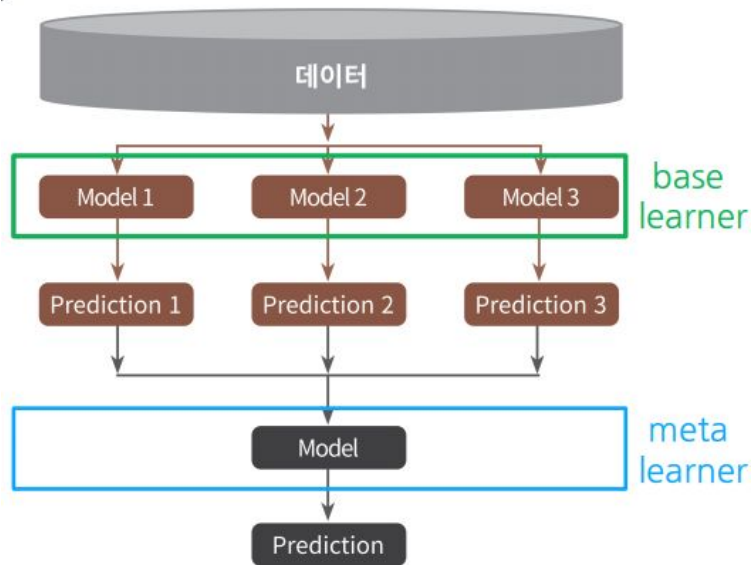 데이터
Model 1
Model 2
Model 3
base
learner
Prediction 1
Prediction 2
Prediction 3
Model
meta
learner
Prediction